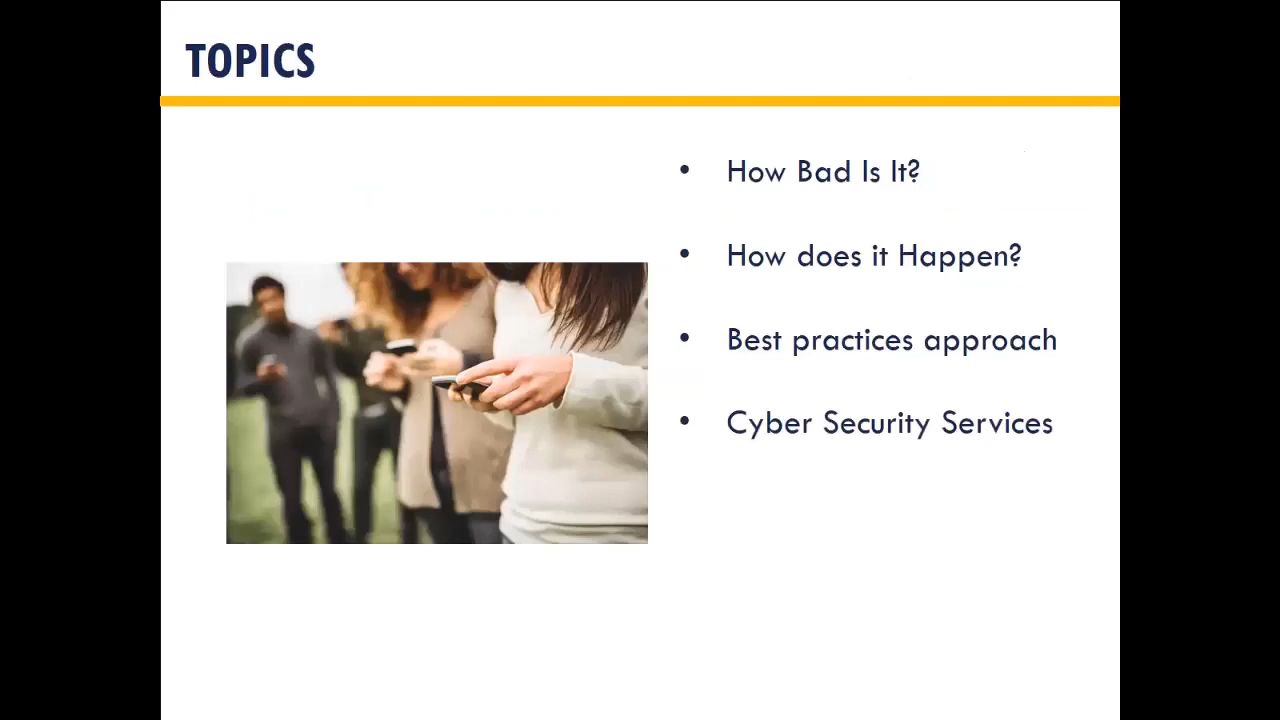 TOPICS
• How Bad Is It?
• How does it Happen?
• Best practices approach
• Cyber Security Services